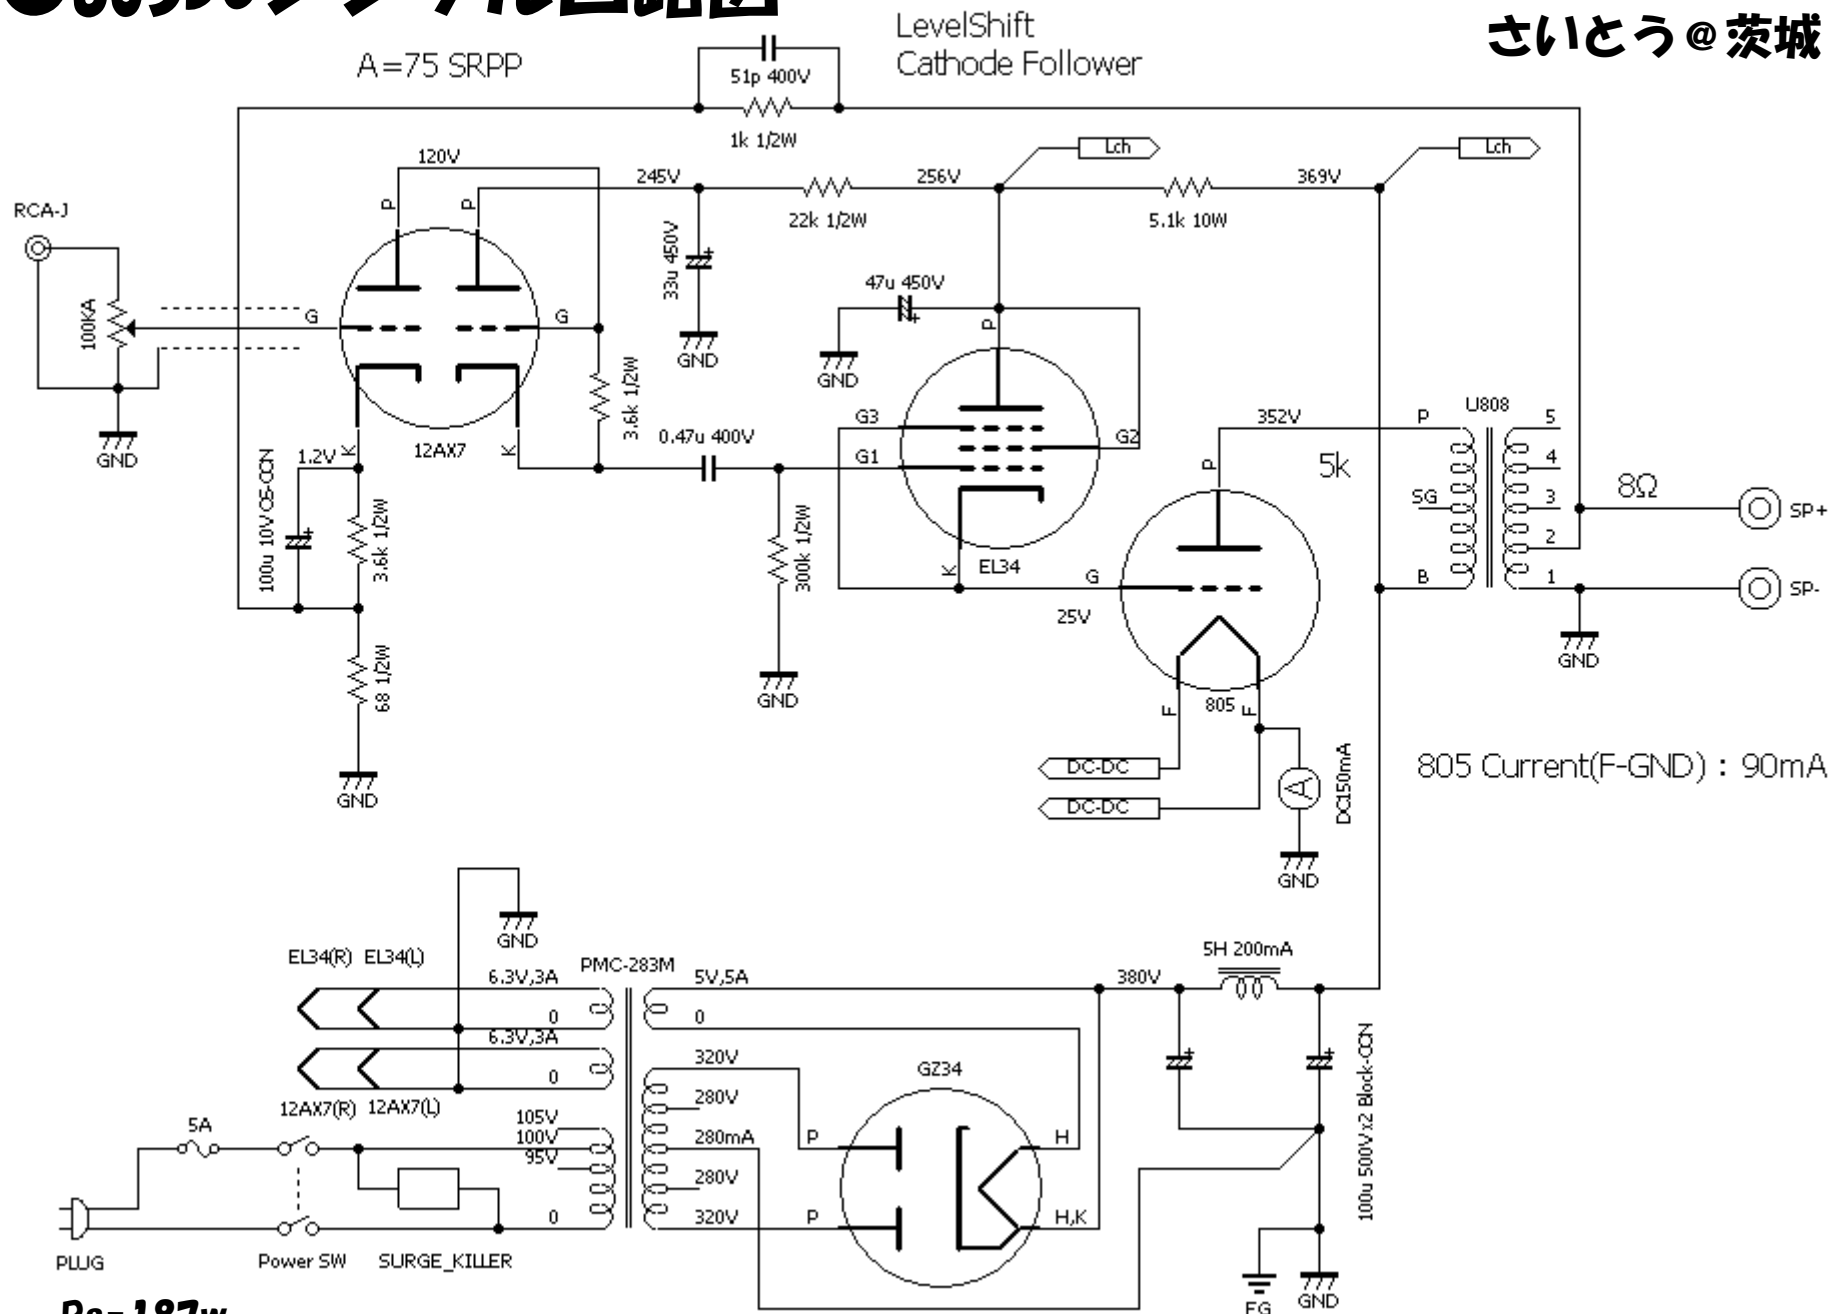 さいとう@茨城
LevelShift
Cathode Follower
A=75 SRPP
51p 400V
1k 1/2W
Lch
Lch
120V
245V
256V
369V
22k 1/2W
5.1k 10W
RCA-J
P
P
33u 450V
47u 450V
100KA
G
G
GND
GND
P
3.6k 1/2W
G3
G1
G2
0.47u 400V
12AX7
K
K
1.2V
GND
100u 10V OS-CON
3.6k 1/2W
300k 1/2W
K
EL34
352V
P
U808
5
4
3
2
1
5k
SG
8Ω
SP+
P
G
25V
B
SP-
GND
68 1/2W
GND
F
805
F
DC-DC
DC-DC
A
DC150mA
805 Current(F-GND) : 90mA
GND
GND
GND
EL34(R)
EL34(L)
6.3V,3A
0
6.3V,3A
0
12AX7(R)
12AX7(L)
PMC-283M
5V,5A
0
380V
5H 200mA
320V
280V
280mA
280V
320V
GZ34
P
P
H
H,K
100u 500V x2 Block-CON
5A
105V
100V
95V
0
PLUG
Power SW
SURGE_KILLER
GND